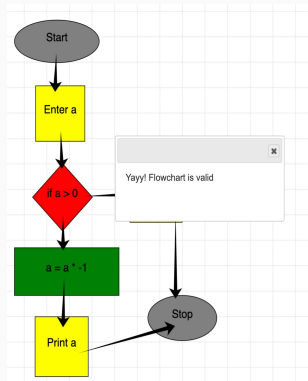 Start
Enter a
Yayy! Flowchart is valid
if a > 0
a = a * -1
Stop
Print a